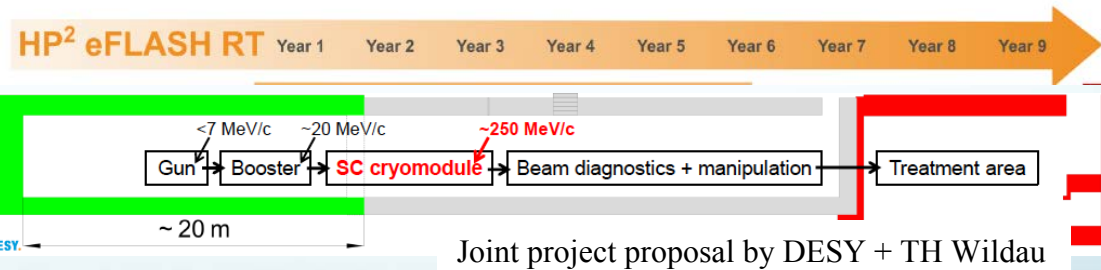 HP² eFLASH RT Year 1 Year 2 Year 3 Year 4 Year 5 Year 6 Year 7 Year 8 Year 9
<7 MeV/c ~20 MeV/c ~250 MeV/c
Gun Booster SC cryomodule Beam diagnostics + manipulation Treatment area
~ 20 m
ESY.
Joint project proposal by DESY + TH Wildau